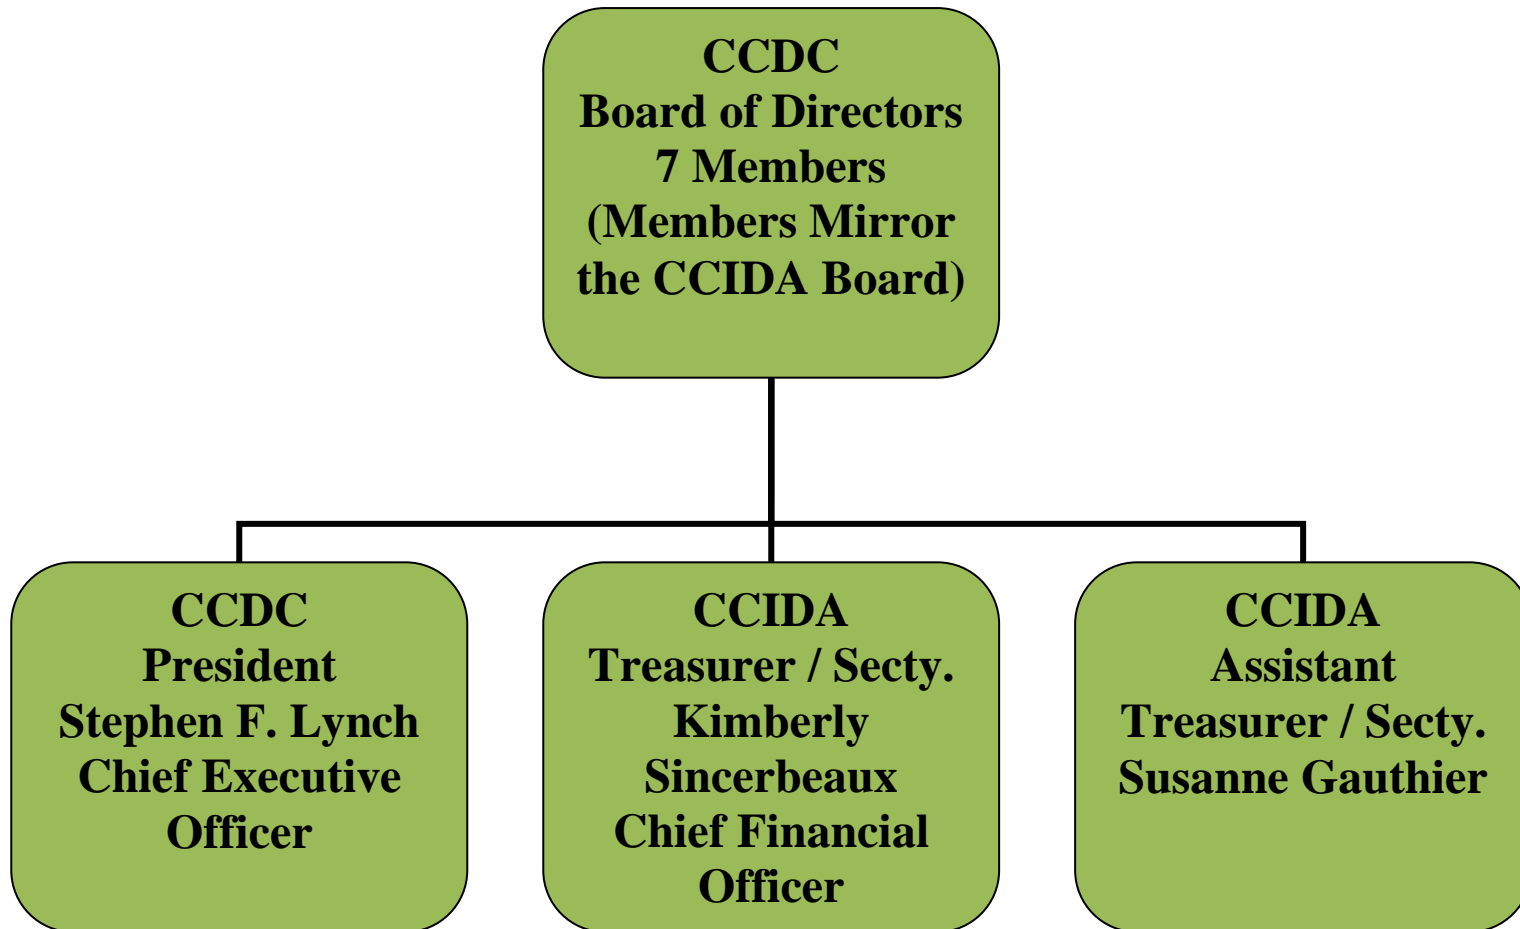 CCDC
Board of Directors
7 Members
(Members Mirror
the CCIDA Board)
CCDC
President
Stephen F. Lynch
Chief Executive
Officer
CCIDA
Treasurer / Secty.
Kimberly
Sincerbeaux
Chief Financial
Officer
CCIDA
Assistant
Treasurer / Secty.
Susanne Gauthier